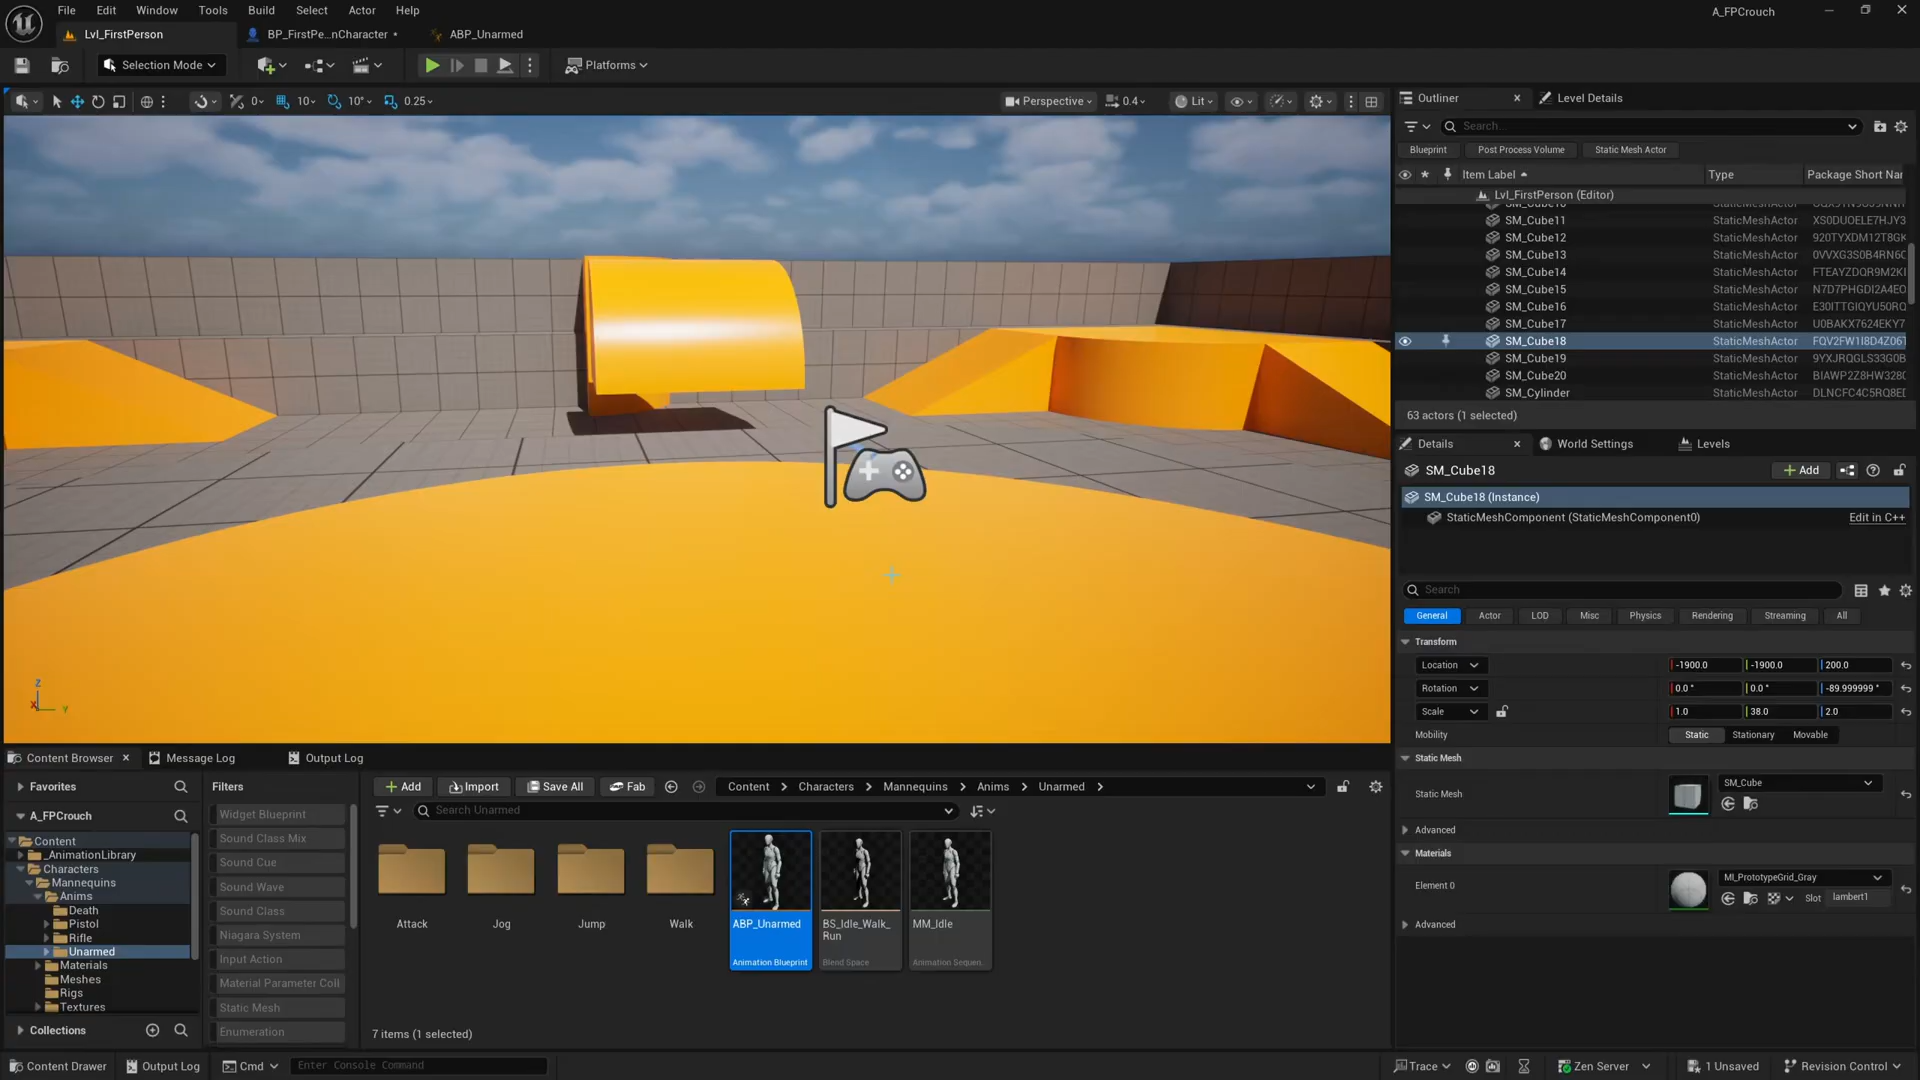 File Edit Window Tools Build Select Actor Help
A_FPCrouch
Lvl_FirstPerson
BP_FirstPe...nCharacter •
ABP_Unarmed
Selection Mode
Platforms
0
10
10°
0.25
Perspective
0.4
Lit
Outliner
Level Details
Search...
Blueprint
Post Process Volume
Static Mesh Actor
Item Label
Type
Package Short Nar
Lvl_FirstPerson (Editor)
SM_Cube11 StaticMeshActor XS0DUOELE7HJY3
SM_Cube12 StaticMeshActor 920TYXDM12T8GK
SM_Cube13 StaticMeshActor
SM_Cube14 StaticMeshActor
SM_Cube15 StaticMeshActor
SM_Cube16 StaticMeshActor
SM_Cube17 StaticMeshActor U0BAKX7624EKY7
SM_Cube18 StaticMeshActor
SM_Cube19 StaticMeshActor
SM_Cube20 StaticMeshActor
SM_Cylinder StaticMeshActor
63 actors (1 selected)
Details
World Settings
Levels
SM_Cube18
Add
SM_Cube18 (Instance)
StaticMeshComponent (StaticMeshComponent0)
Edit in C++
Search
General
Actor
LOD
Misc
Physics
Rendering
Streaming
All
Transform
Location
-1900.0
-1900.0
200.0
Rotation
0.0 °
0.0 °
-89.999999 °
Scale
1.0
38.0
2.0
Mobility
Static
Stationary
Movable
Static Mesh
Static Mesh
SM_Cube
Advanced
Materials
Element 0
MI_PrototypeGrid_Gray
Slot
lambert1
Advanced
Z
X
Y
Content Browser
Message Log
Output Log
Favorites
A_FPCrouch
Content
_AnimationLibrary
Characters
Mannequins
Anims
Death
Pistol
Rifle
Unarmed
Materials
Meshes
Rigs
Textures
Collections
Filters
Widget Blueprint
Sound Class Mix
Sound Cue
Sound Wave
Sound Class
Niagara System
Input Action
Material Parameter Coll
Static Mesh
Enumeration
Add
Import
Save All
Fab
Content
Characters
Mannequins
Anims
Unarmed
Search Unarmed
Attack
Jog
Jump
Walk
ABP_Unarmed
Animation Blueprint
BS_Idle_Walk_
Run
Blend Space
MM_Idle
Animation Sequen.
7 items (1 selected)
Content Drawer
Output Log
Cmd
Enter Console Command
Trace
Zen Server
1 Unsaved
Revision Control